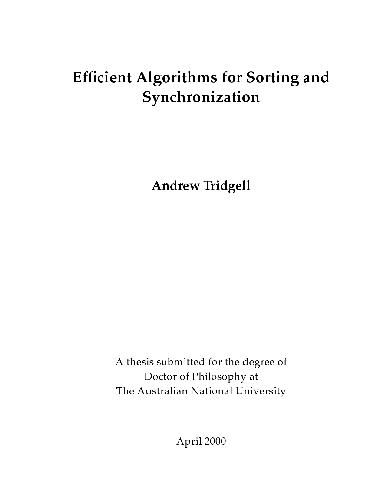 Efficient Algorithms for Sorting and
Synchronization
Andrew Tridgell
A thesis submitted for the degree of
Doctor of Philosophy at
The Australian National University
April 2000